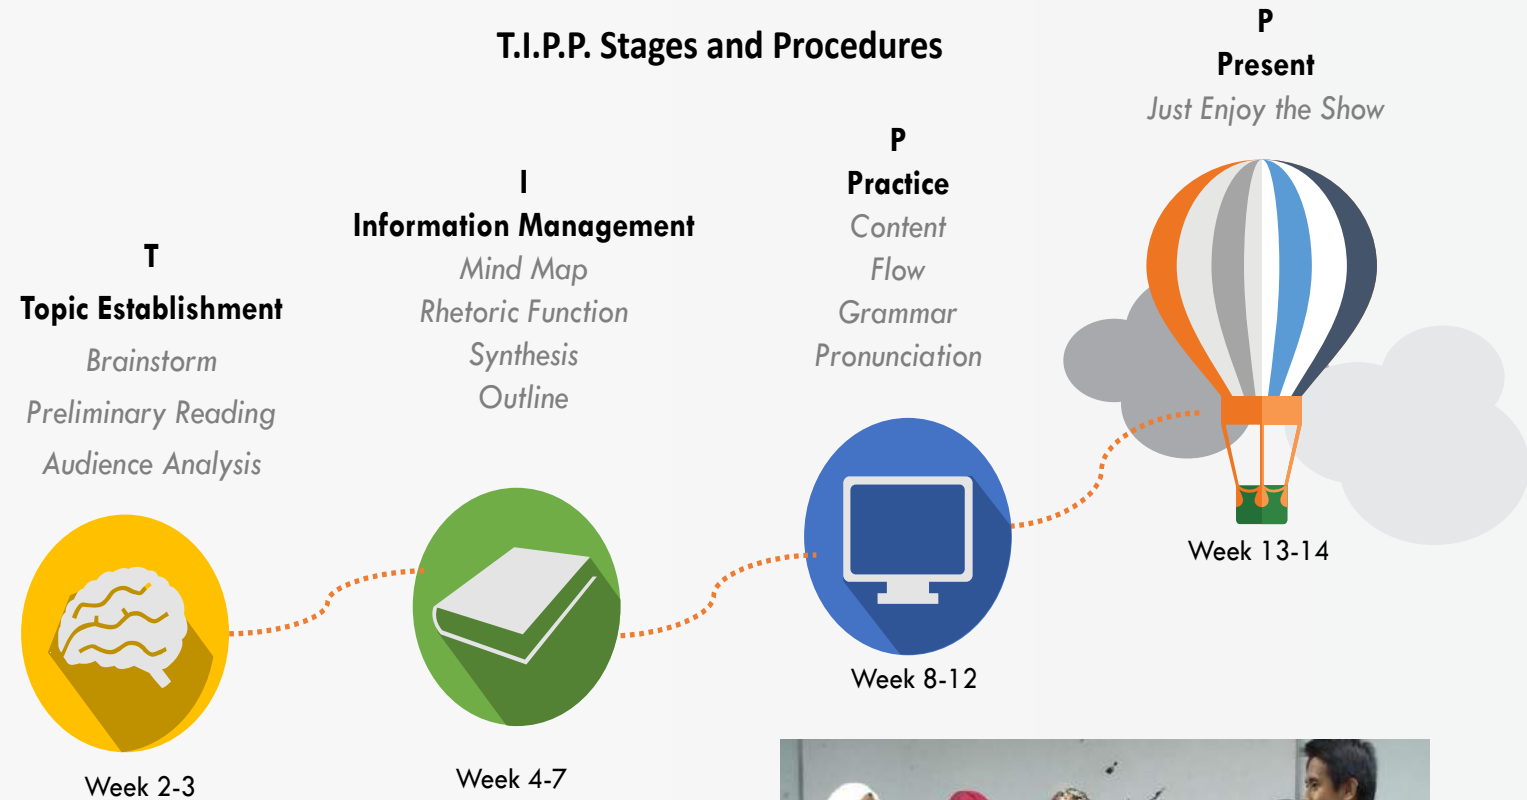 T.I.P.P. Stages and Procedures
T
Topic Establishment
Brainstorm
Preliminary Reading
Audience Analysis
Week 2-3
I
Information Management
Mind Map
Rhetoric Function
Synthesis
Outline
Week 4-7
P
Practice
Content
Flow
Grammar
Pronunciation
Week 8-12
P
Present
Just Enjoy the Show
Week 13-14